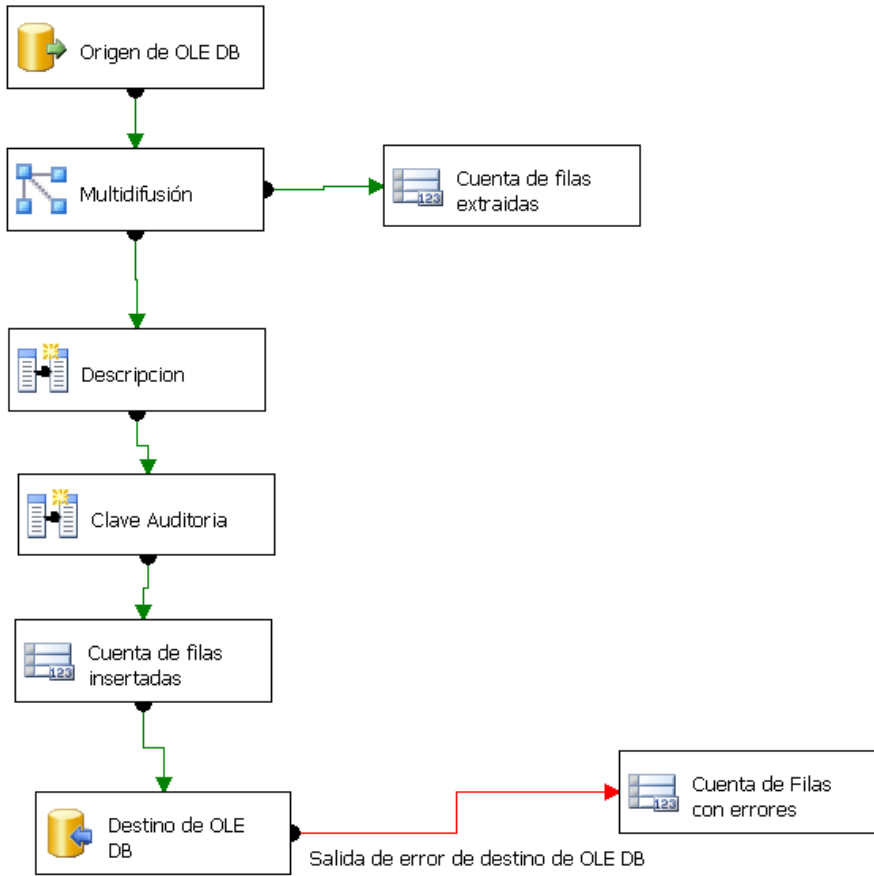 Origen de OLE DB
Multidifusión
Cuenta de filas
extraidas
Descripcion
Clave Auditoria
Cuenta de filas
insertadas
Destino de OLE
DB
Salida de error de destino de OLE DB
Cuenta de Filas
con errores